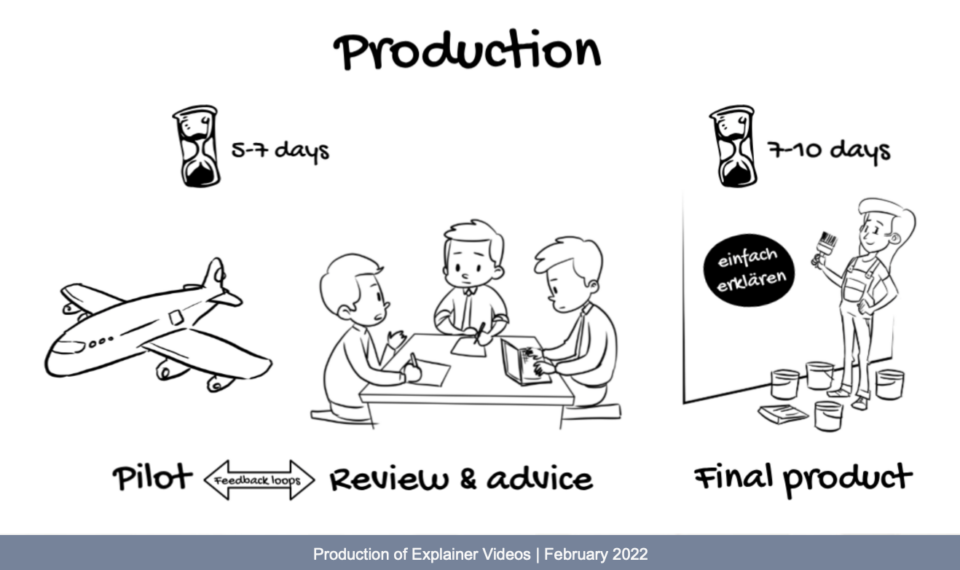 Production
5-7 days
7-10 days
einfach
erklären
Pilot
Feedback loops
Review & advice
Final product
Production of Explainer Videos | February 2022